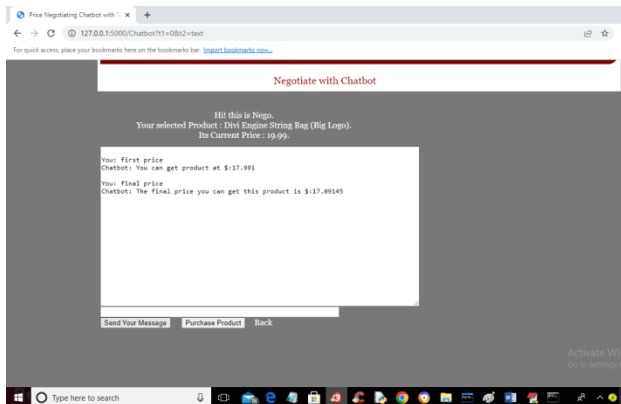 Price Negotiating Chatbot with T
127.0.0.1:5000/Chatbot?t1=0&t2=text
For quick access, place your bookmarks here on the bookmarks bar. Import bookmarks now...
Negotiate with Chatbot
Hi! this is Nego.
Your selected Product : Divi Engine String Bag (Big Logo).
Its Current Price : 19.99.
You: first price
Chatbot: You can get product at $:17.991
You: final price
Chatbot: The final price you can get this product is $:17.09145
Send Your Message Purchase Product Back
Activate Wi
Go to Settings
Type here to search